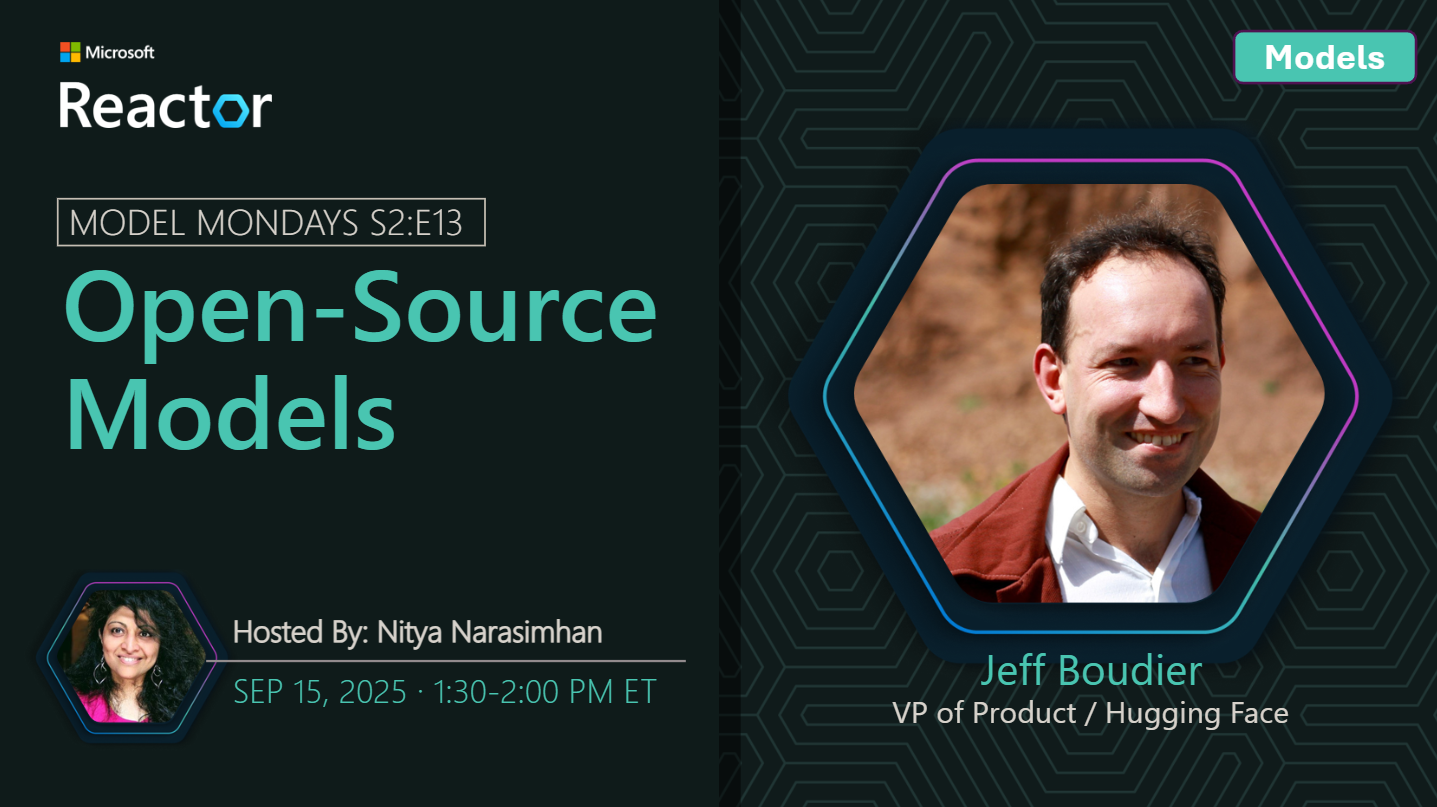 Microsoft
Reactor
MODEL MONDAYS S2:E13
Open-Source
Models
Hosted By: Nitya Narasimhan
SEP 15, 2025 · 1:30-2:00 PM ET
Models
Jeff Boudier
VP of Product / Hugging Face